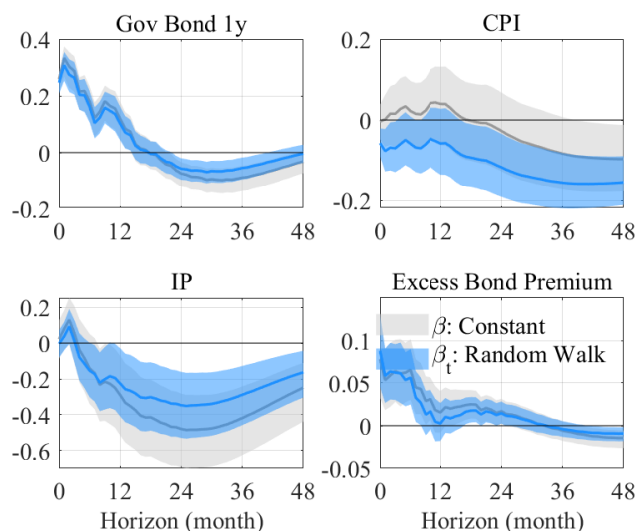 Gov Bond 1y
CPI
0.4
0.2
0
-0.2
0 12 24 36 48
0.2
0
-0.2
0 12 24 36 48
IP
Excess Bond Premium
0.2
0
-0.2
-0.4
-0.6
0 12 24 36 48
Horizon (month)
0.1
0.05
0
-0.05
0 12 24 36 48
Horizon (month)
β: Constant
βt: Random Walk